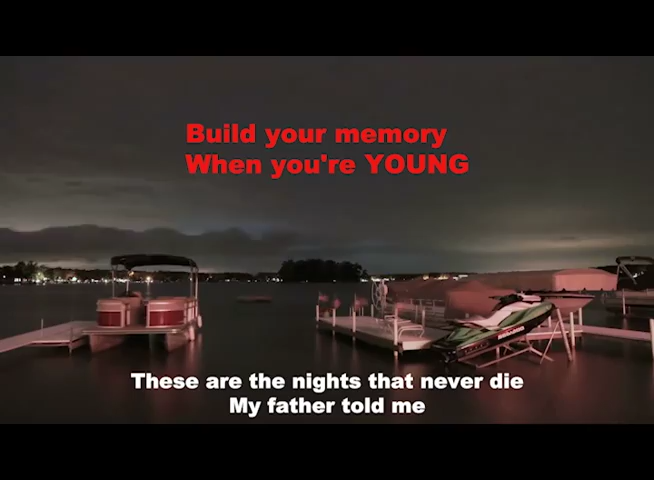 Build your memory
When you're YOUNG
These are the nights that never die
My father told me